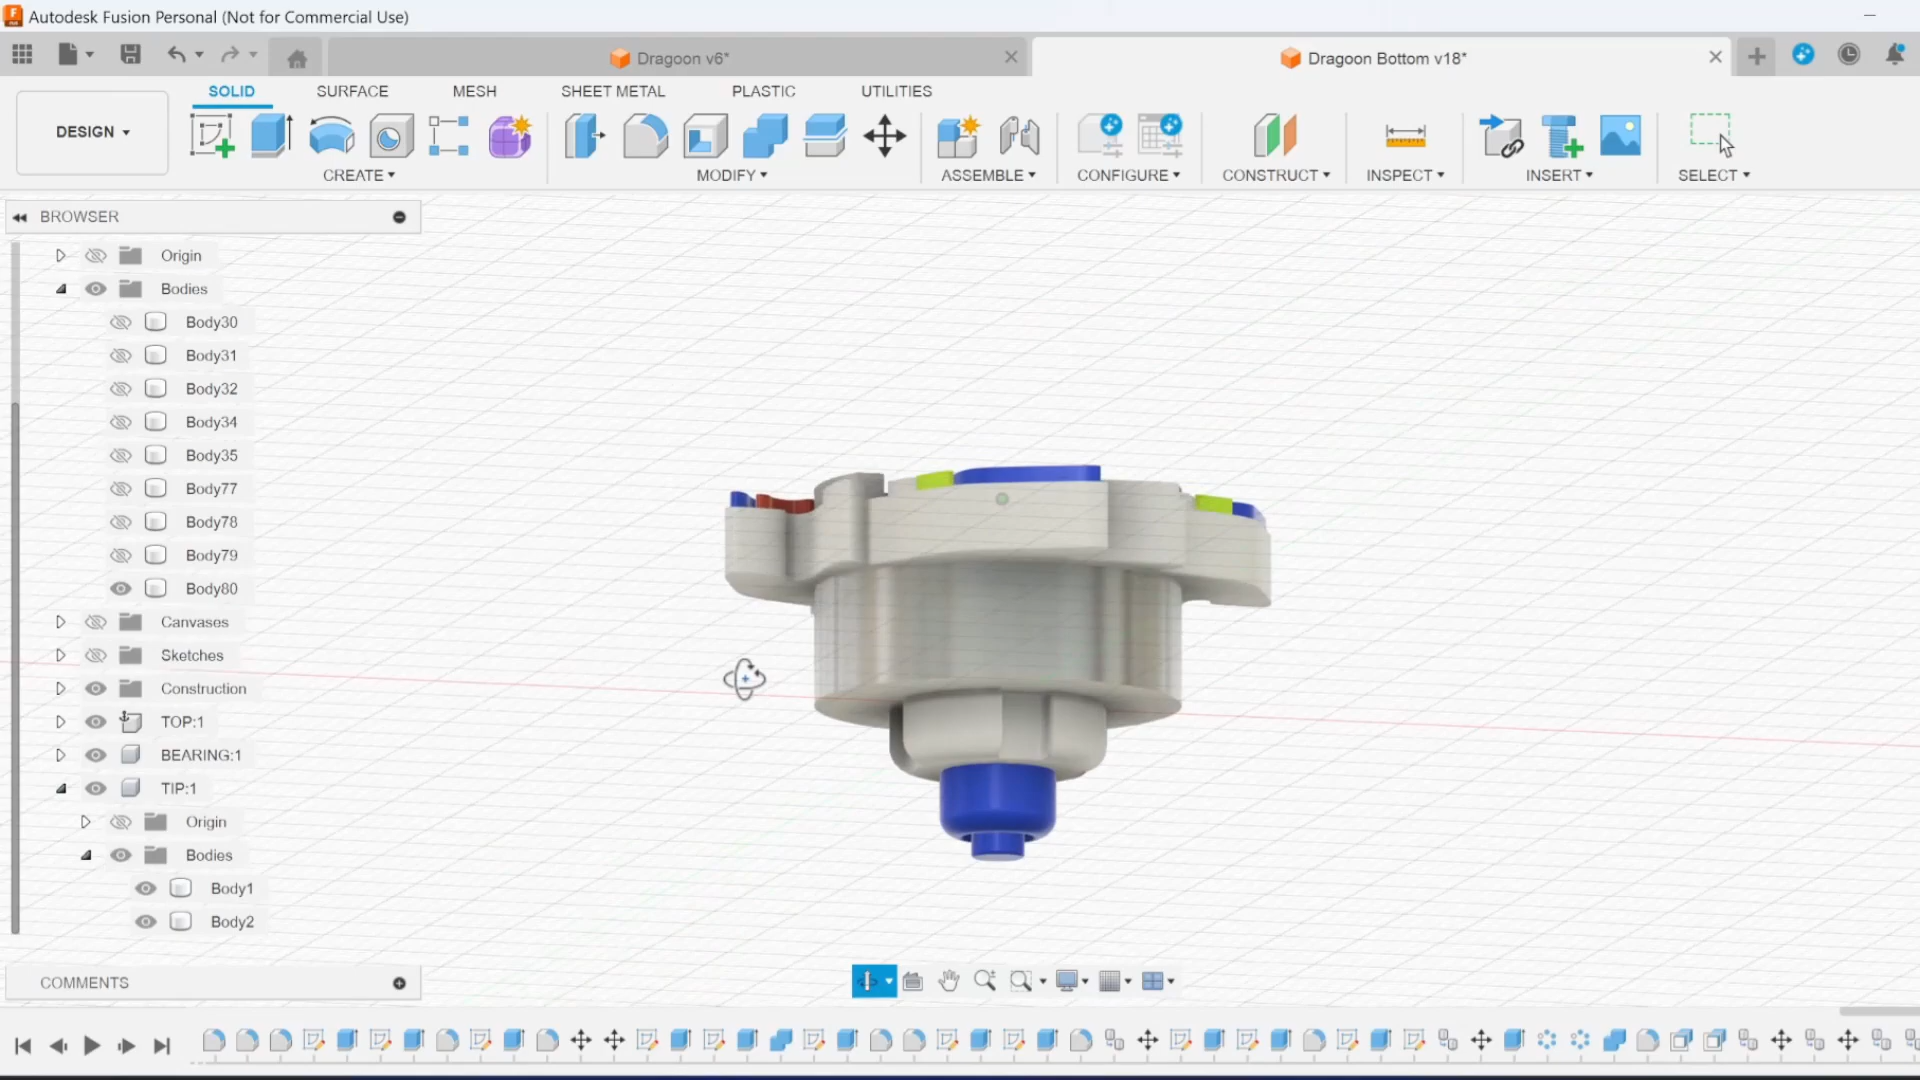 Autodesk Fusion Personal (Not for Commercial Use)
Dragoon v6*
Dragoon Bottom v18*
SOLID SURFACE MESH SHEET METAL PLASTIC UTILITIES
DESIGN
CREATE MODIFY ASSEMBLE CONFIGURE CONSTRUCT INSPECT INSERT SELECT
BROWSER
Origin
Bodies
Body30
Body31
Body32
Body34
Body35
Body77
Body78
Body79
Body80
Canvases
Sketches
Construction
TOP:1
BEARING:1
TIP:1
Origin
Bodies
Body1
Body2
COMMENTS